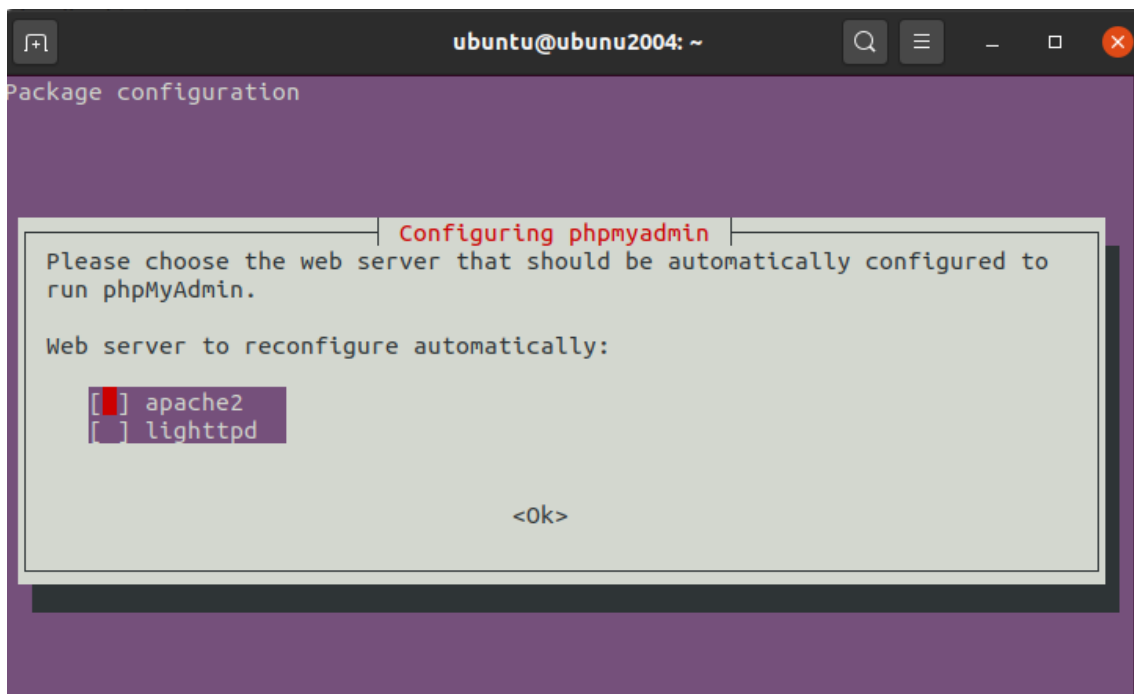 ubuntu@ubunu2004: ~
Package configuration
Configuring phpmyadmin
Please choose the web server that should be automatically configured to
run phpMyAdmin.
Web server to reconfigure automatically:
[ ] apache2
[ ] lighttpd
<Ok>